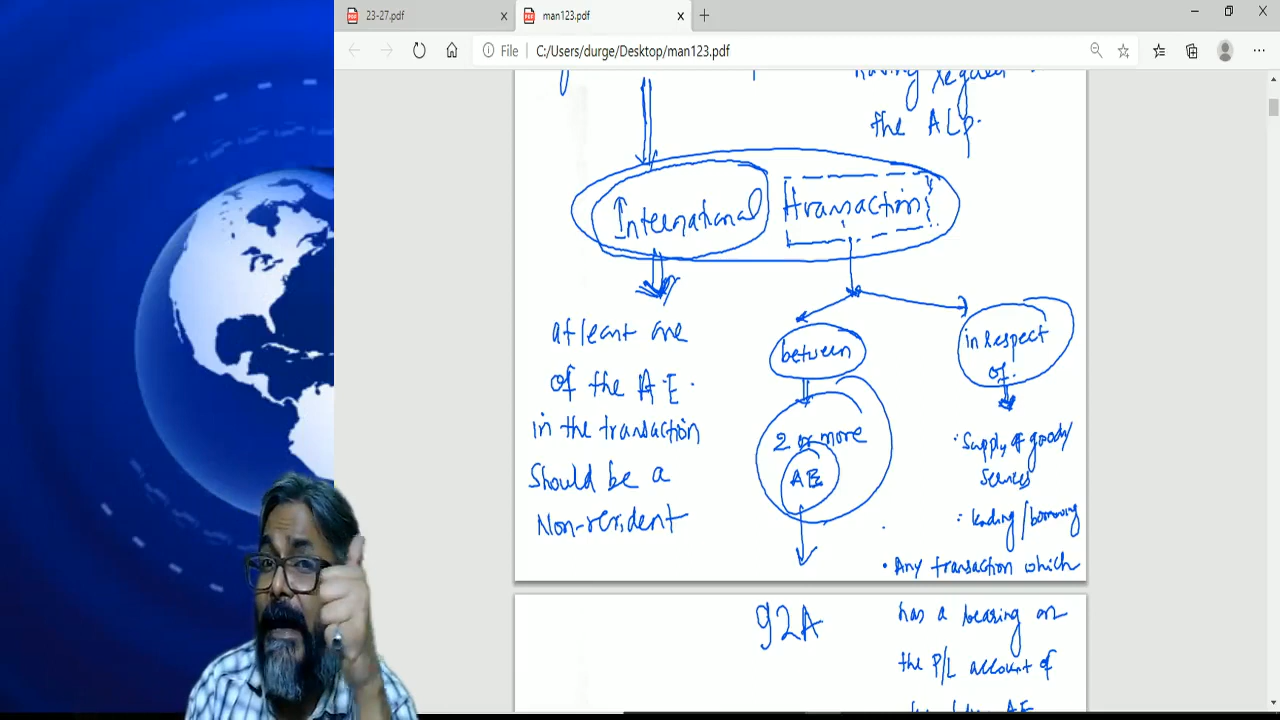 23-27.pdf
man123.pdf
File C:/Users/durge/Desktop/man123.pdf
having regard
the ALP.
International transaction
atleast one
of the A.E.
in the transaction
should be a
Non-resident
between
2 or more
AE
92A
in respect
of.
Supply of goods/
Services
lending/borrowing
Any transaction which
has a bearing on
the P/L account of